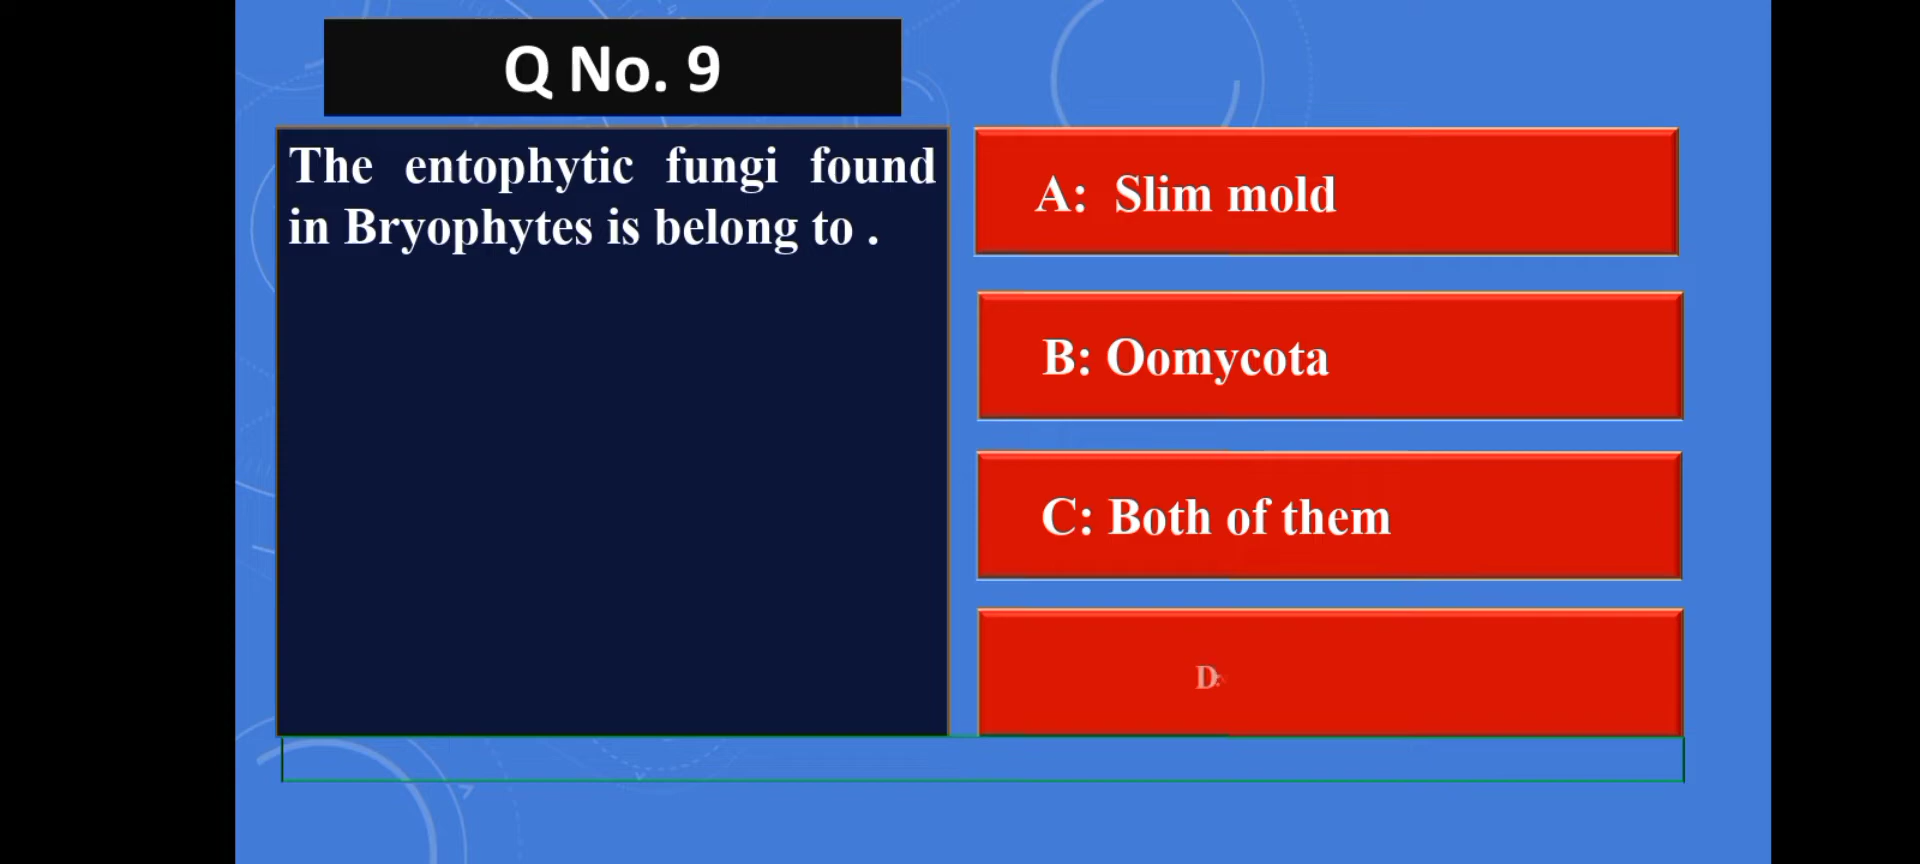 Q No. 9
The entophytic fungi found
in Bryophytes is belong to .
A: Slim mold
B: Oomycota
C: Both of them
D: